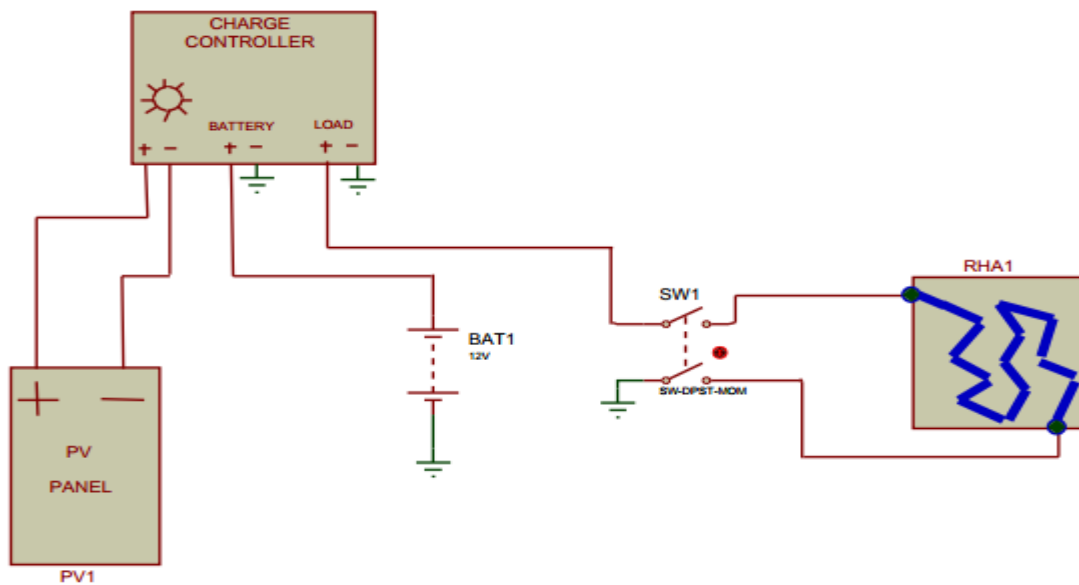 CHARGE
CONTROLLER
BATTERY
LOAD
+ - + - + -
RHA1
SW1
BAT1
12V
SW-DPST-MOM
+ -
PV
PANEL
PV1